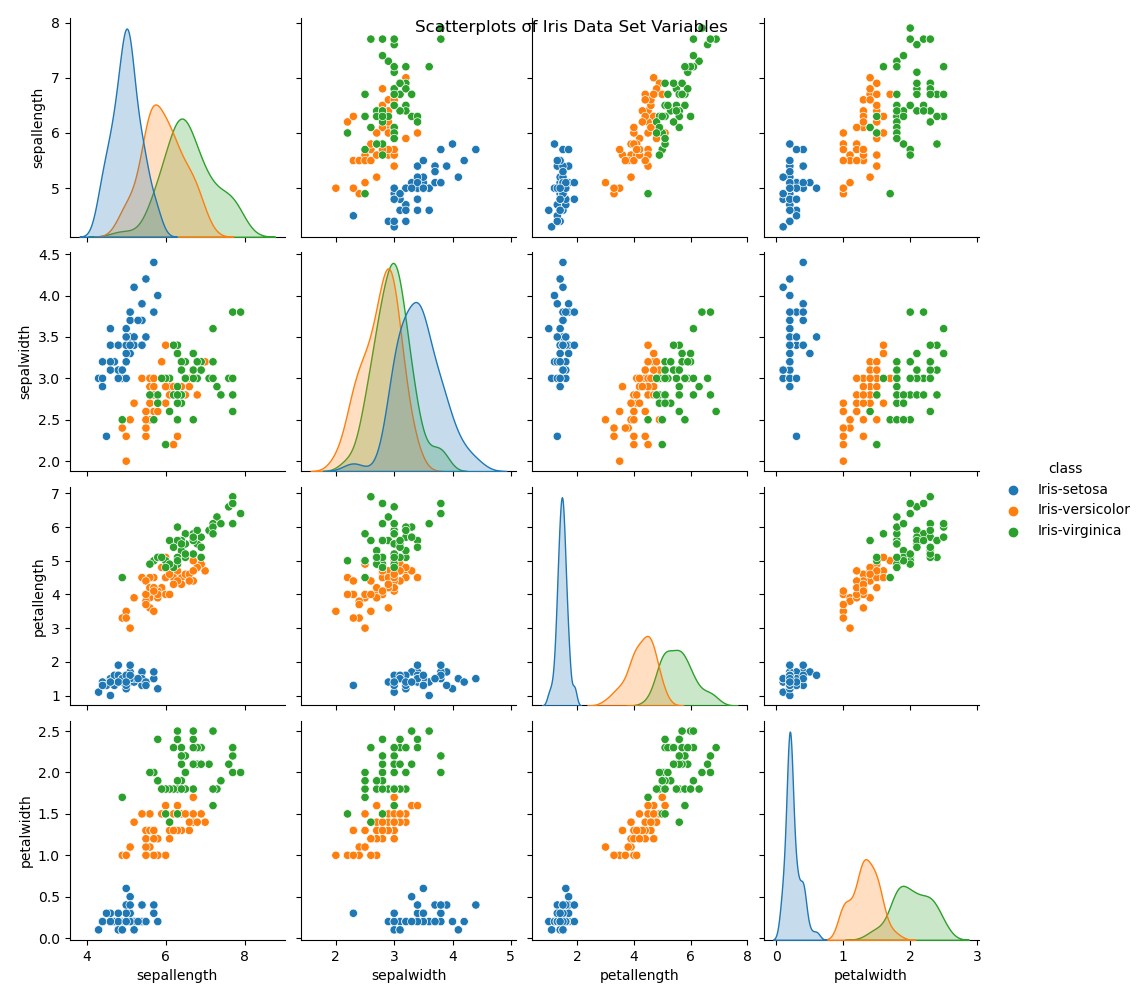 Scatterplots of Iris Data Set Variables
8
7
6
5
sepallength
4.5
4.0
3.5
3.0
2.5
2.0
sepalwidth
7
6
5
4
3
2
1
petallength
2.5
2.0
1.5
1.0
0.5
0.0
petalwidth
4 6 8
sepallength
2 3 4 5
sepalwidth
2 4 6 8
petallength
0 1 2 3
petalwidth
class
Iris-setosa
Iris-versicolor
Iris-virginica